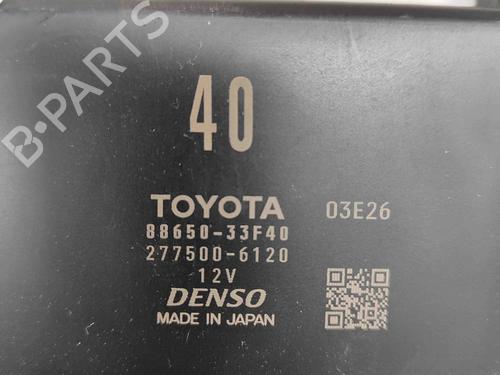 B-PARTS
40
TOYOTA 03E26
88650-33F40
277500-6120
12V
DENSO
MADE IN JAPAN